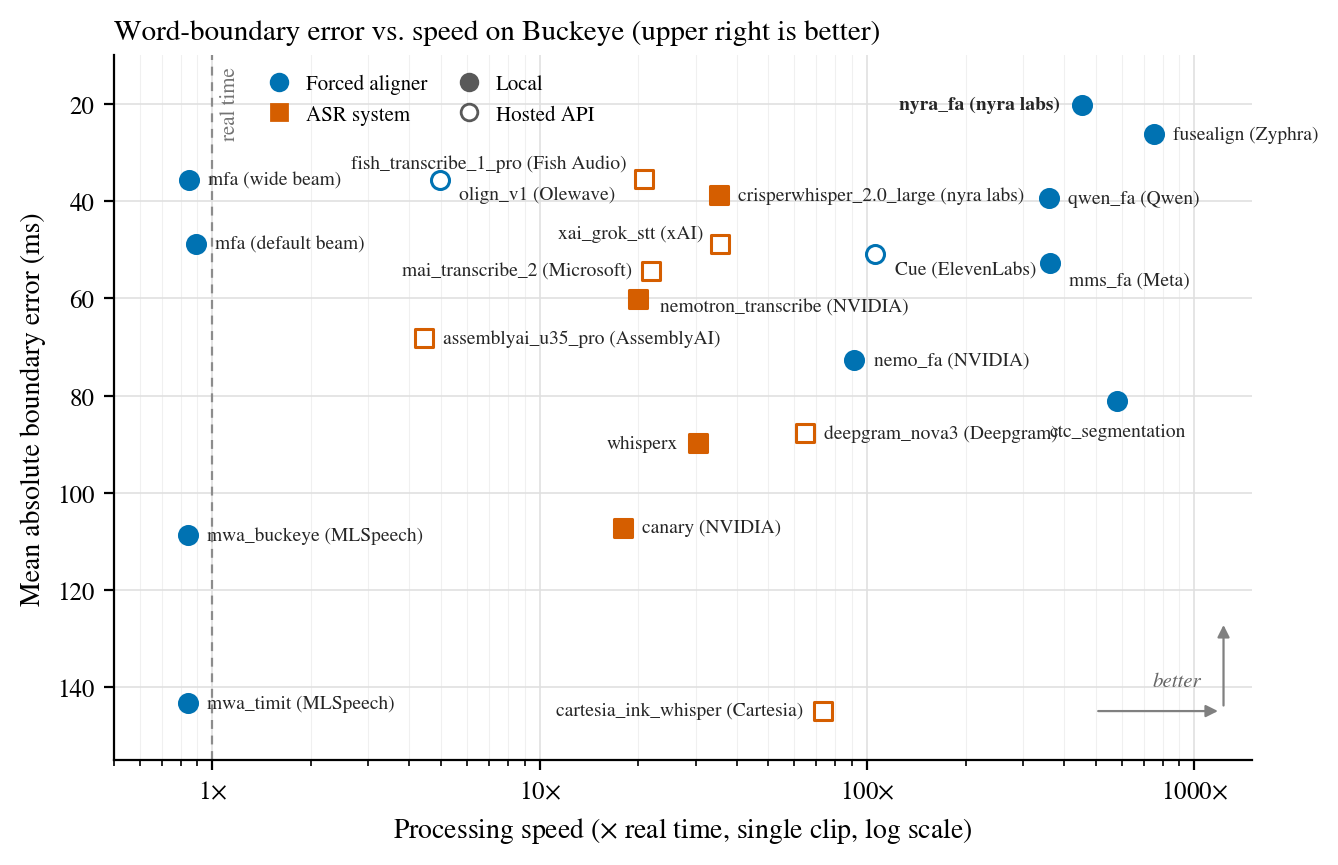 Word-boundary error vs. speed on Buckeye (upper right is better)
real time
Forced aligner
Local
ASR system
Hosted API
nyra_fa (nyra labs)
fusealign (Zyphra)
fish_transcribe_1_pro (Fish Audio)
mfa (wide beam)
olign_v1 (Olewave)
crisperwhisper_2.0_large (nyra labs)
qwen_fa (Qwen)
xai_grok_stt (xAI)
mfa (default beam)
mai_transcribe_2 (Microsoft)
Cue (ElevenLabs)
mms_fa (Meta)
nemotron_transcribe (NVIDIA)
assemblyai_u35_pro (AssemblyAI)
nemo_fa (NVIDIA)
deepgram_nova3 (Deepgram)
ctc_segmentation
whisperx
canary (NVIDIA)
mwa_buckeye (MLSpeech)
better
mwa_timit (MLSpeech)
cartesia_ink_whisper (Cartesia)
20
40
60
80
100
120
140
Mean absolute boundary error (ms)
1×
10×
100×
1000×
Processing speed (× real time, single clip, log scale)